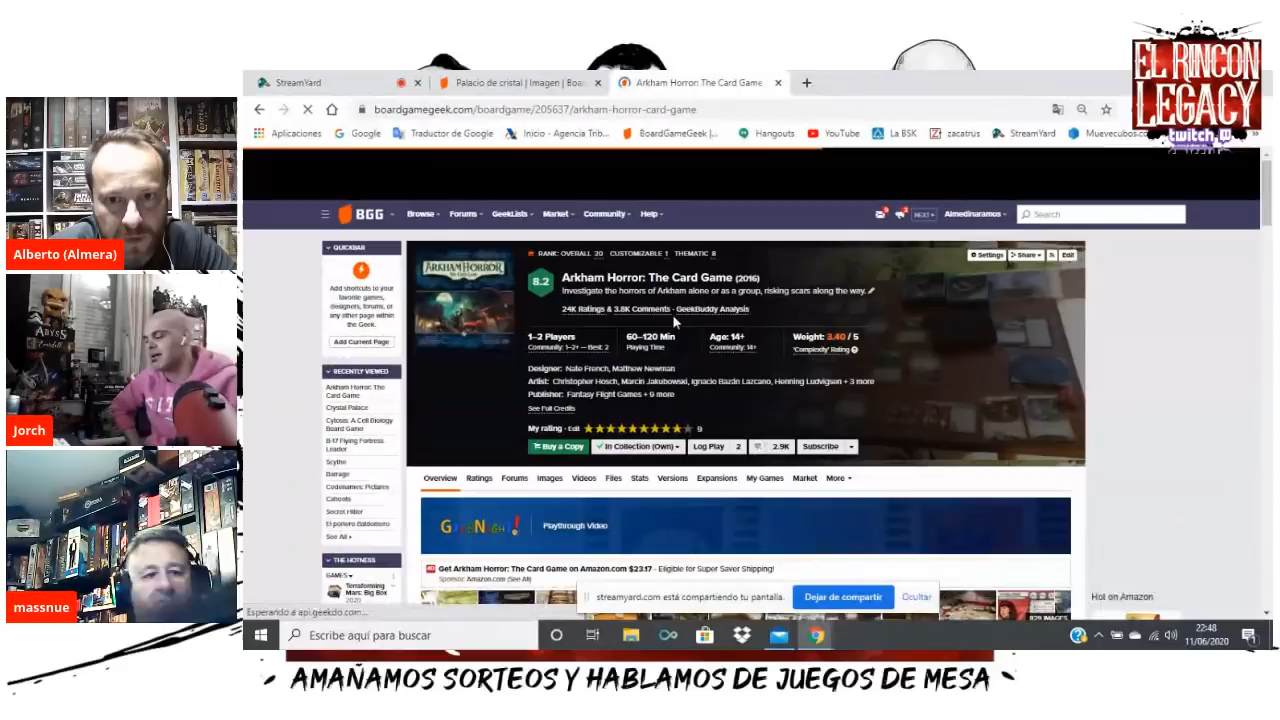 EL RINCON
LEGACY
twitch
StreamYard
Palacio de cristal | Imagen | Boa
Arkham Horror: The Card Game
boardgamegeek.com/boardgame/205637/arkham-horror-card-game
Aplicaciones
Google
Traductor de Google
Inicio - Agencia Trib...
BoardGameGeek |...
Hangouts
YouTube
La BSK
zacatrus
StreamYard
Muevecubos
BGG
Browse
Forums
GeekLists
Market
Community
Help
Almedinaramos
Search
QUICKBAR
Add shortcuts to your
favorite games,
designers, forums, or
any other page within
the Geek.
Add Current Page
RECENTLY VIEWED
Arkham Horror: The
Card Game
Crystal Palace
Cytosis: A Cell Biology
Board Game
B-17 Flying Fortress
Leader
Scythe
Barrage
Codenames: Pictures
Cahoots
Secret Hitler
El portero Baldomero
See All
THE HOTNESS
GAMES
Terraforming
Mars: Big Box
2020
ARKHAM HORROR
RANK: OVERALL 20 CUSTOMIZABLE 1 THEMATIC 8
Settings
Share
Edit
8.2
Arkham Horror: The Card Game (2016)
Investigate the horrors of Arkham alone or as a group, risking scars along the way.
24K Ratings & 3.8K Comments · GeekBuddy Analysis
1–2 Players
Community: 1–2+ — Best: 2
60–120 Min
Playing Time
Age: 14+
Community: 14+
Weight: 3.40 / 5
'Complexity' Rating
Designer: Nate French, Matthew Newman
Artist: Christopher Hosch, Marcin Jakubowski, Ignacio Bazán Lazcano, Henning Ludvigsen + 3 more
Publisher: Fantasy Flight Games + 9 more
See Full Credits
My rating · Edit
9
Buy a Copy
In Collection (Own)
Log Play 2
2.9K
Subscribe
Overview
Ratings
Forums
Images
Videos
Files
Stats
Versions
Expansions
My Games
Market
More
GameNight!
Playthrough Video
AD Get Arkham Horror: The Card Game on Amazon.com $23.17 - Eligible for Super Saver Shipping!
Sponsor: Amazon.com (See All)
Hot on Amazon
streamyard.com está compartiendo tu pantalla.
Dejar de compartir
Ocultar
Esperando a api.geekdo.com...
Escribe aquí para buscar
22:48
11/06/2020
Alberto (Almera)
ABYSS
Jorch
massnue
· AMAÑAMOS SORTEOS Y HABLAMOS DE JUEGOS DE MESA ·